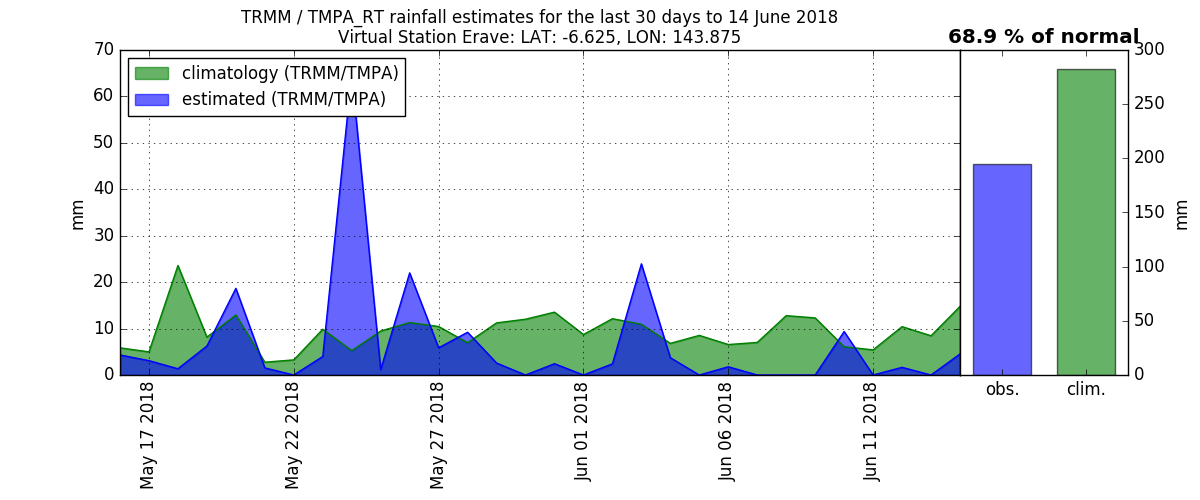 TRMM / TMPA_RT rainfall estimates for the last 30 days to 14 June 2018
Virtual Station Erave: LAT: -6.625, LON: 143.875
68.9 % of normal
climatology (TRMM/TMPA)
estimated (TRMM/TMPA)
70
60
50
40
30
20
10
0
mm
May 17 2018
May 22 2018
May 27 2018
Jun 01 2018
Jun 06 2018
Jun 11 2018
300
250
200
150
100
50
0
mm
obs.
clim.